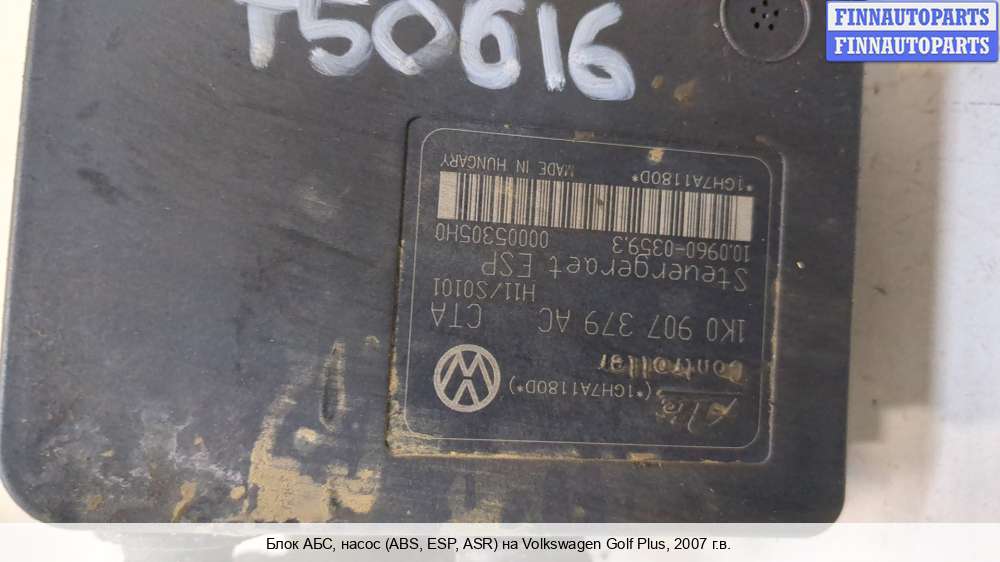 T50616
FINNAUTOPARTS
FINNAUTOPARTS
(*1GH7A1180D*)
Controller
1K0 907 379 AC CTA
H11/S0101
Steuergeraet ESP
10.0960-0359.3 00005305H0
*1GH7A1180D* MADE IN HUNGARY
Блок АБС, насос (ABS, ESP, ASR) на Volkswagen Golf Plus, 2007 г.в.